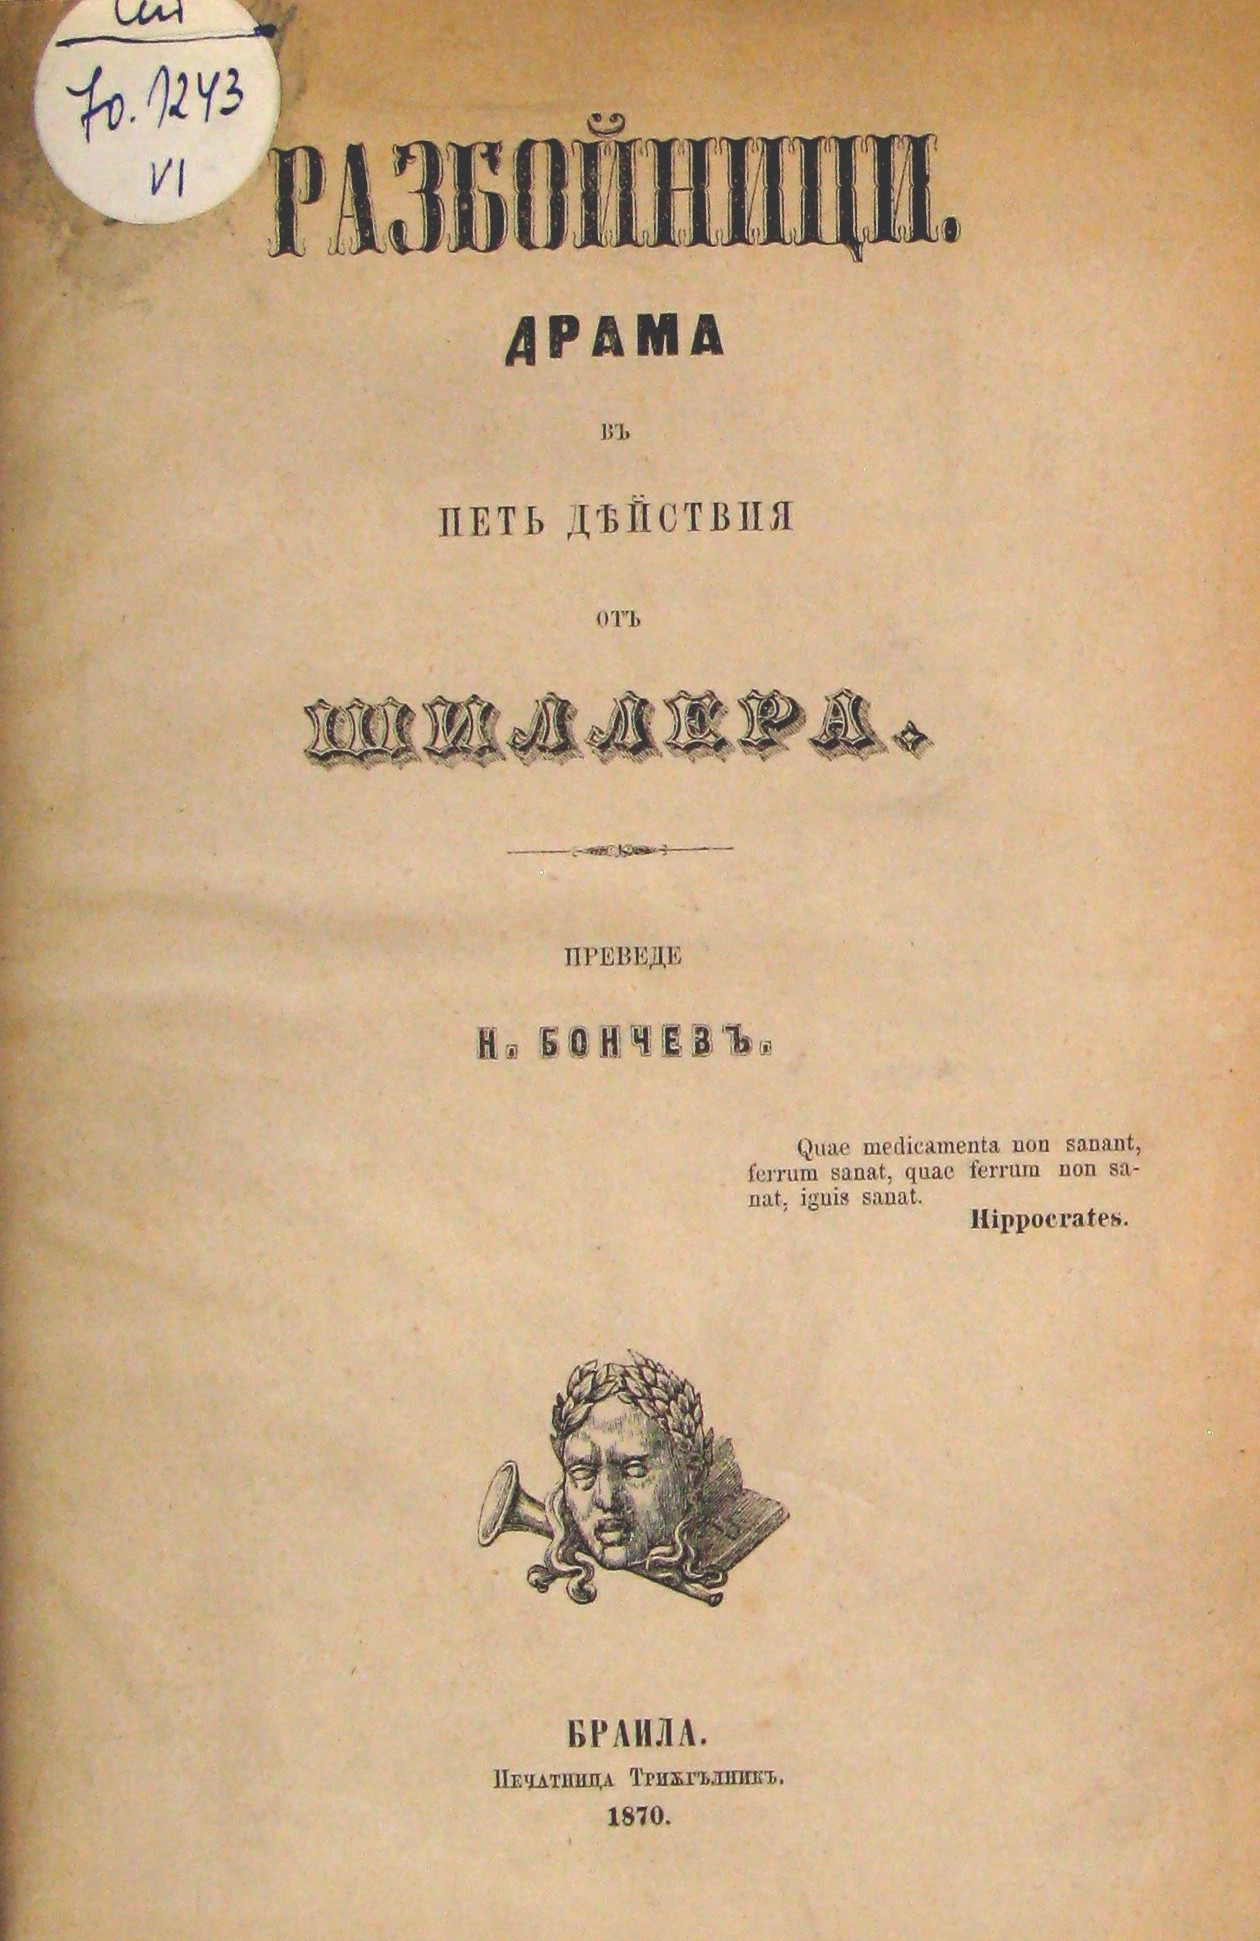 70.1243
VI
РАЗБОЙНИЦИ.
ДРАМА
въ
ПЕТЬ ДѢЙСТВИЯ
отъ
ШИЛЛЕРА.
ПРЕВЕДЕ
Н. БОНЧЕВЪ.
Quae medicamenta non sanant,
ferrum sanat, quae ferrum non sa-
nat, ignis sanat.
Hippocrates.
БРАИЛА.
Печатница Триѫгълникъ.
1870.